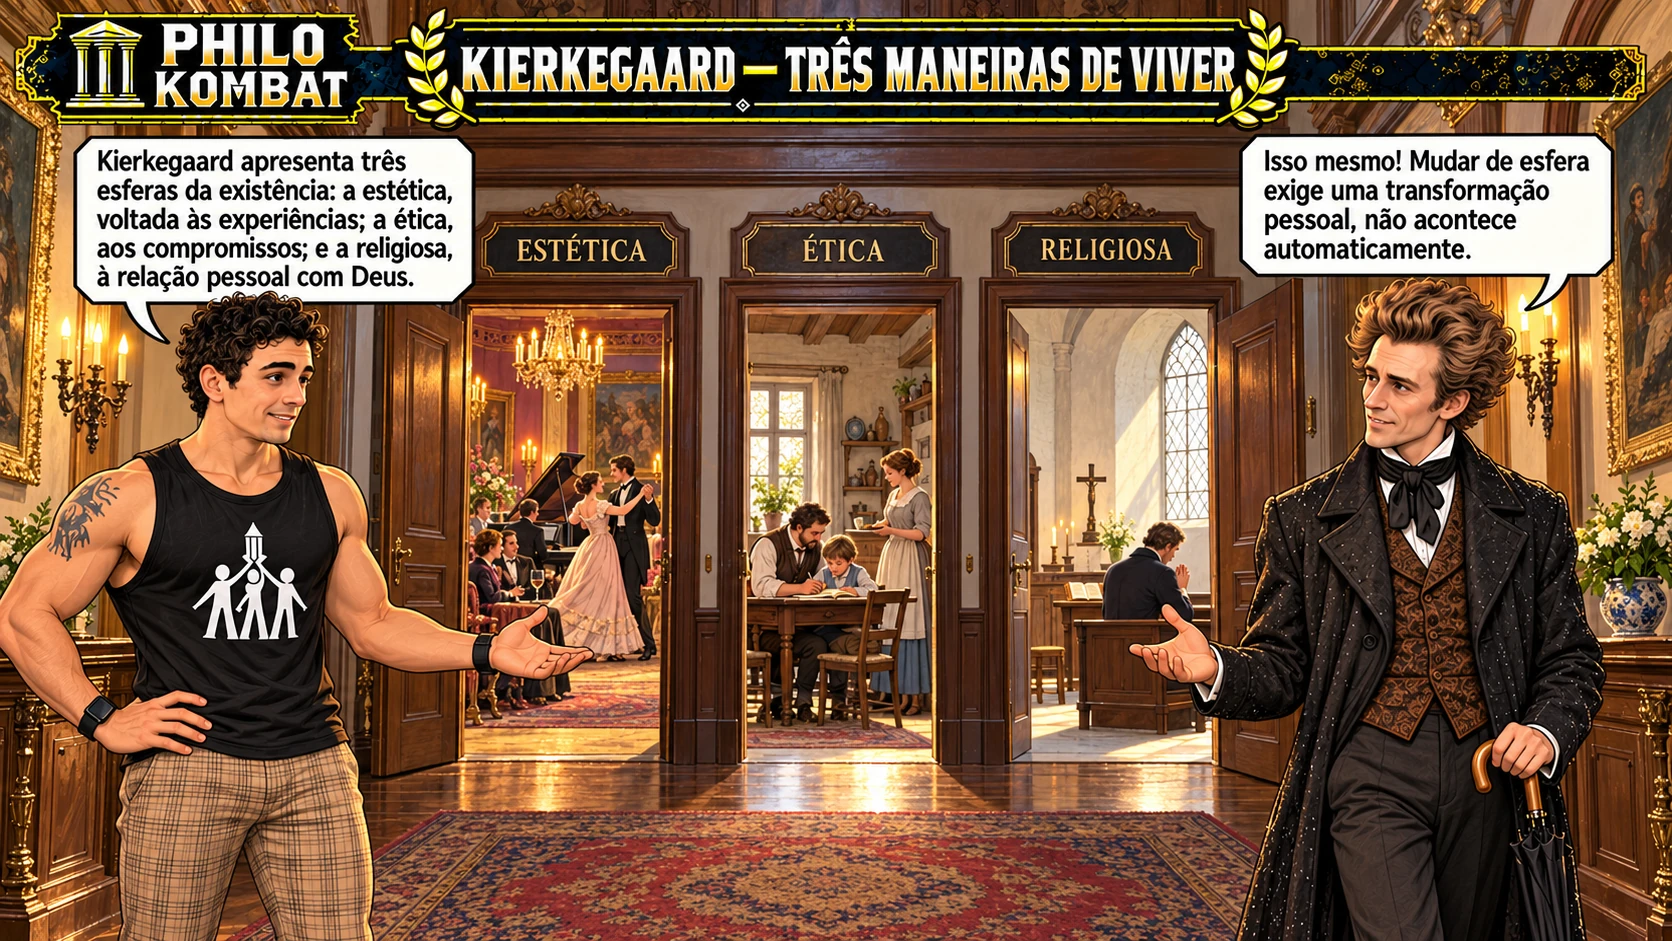 PHILO
KOMBAT
KIERKEGAARD — TRÊS MANEIRAS DE VIVER
Kierkegaard apresenta três
esferas da existência: a estética,
voltada às experiências; a ética,
aos compromissos; e a religiosa,
à relação pessoal com Deus.
Isso mesmo! Mudar de esfera
exige uma transformação
pessoal, não acontece
automaticamente.
ESTÉTICA
ÉTICA
RELIGIOSA